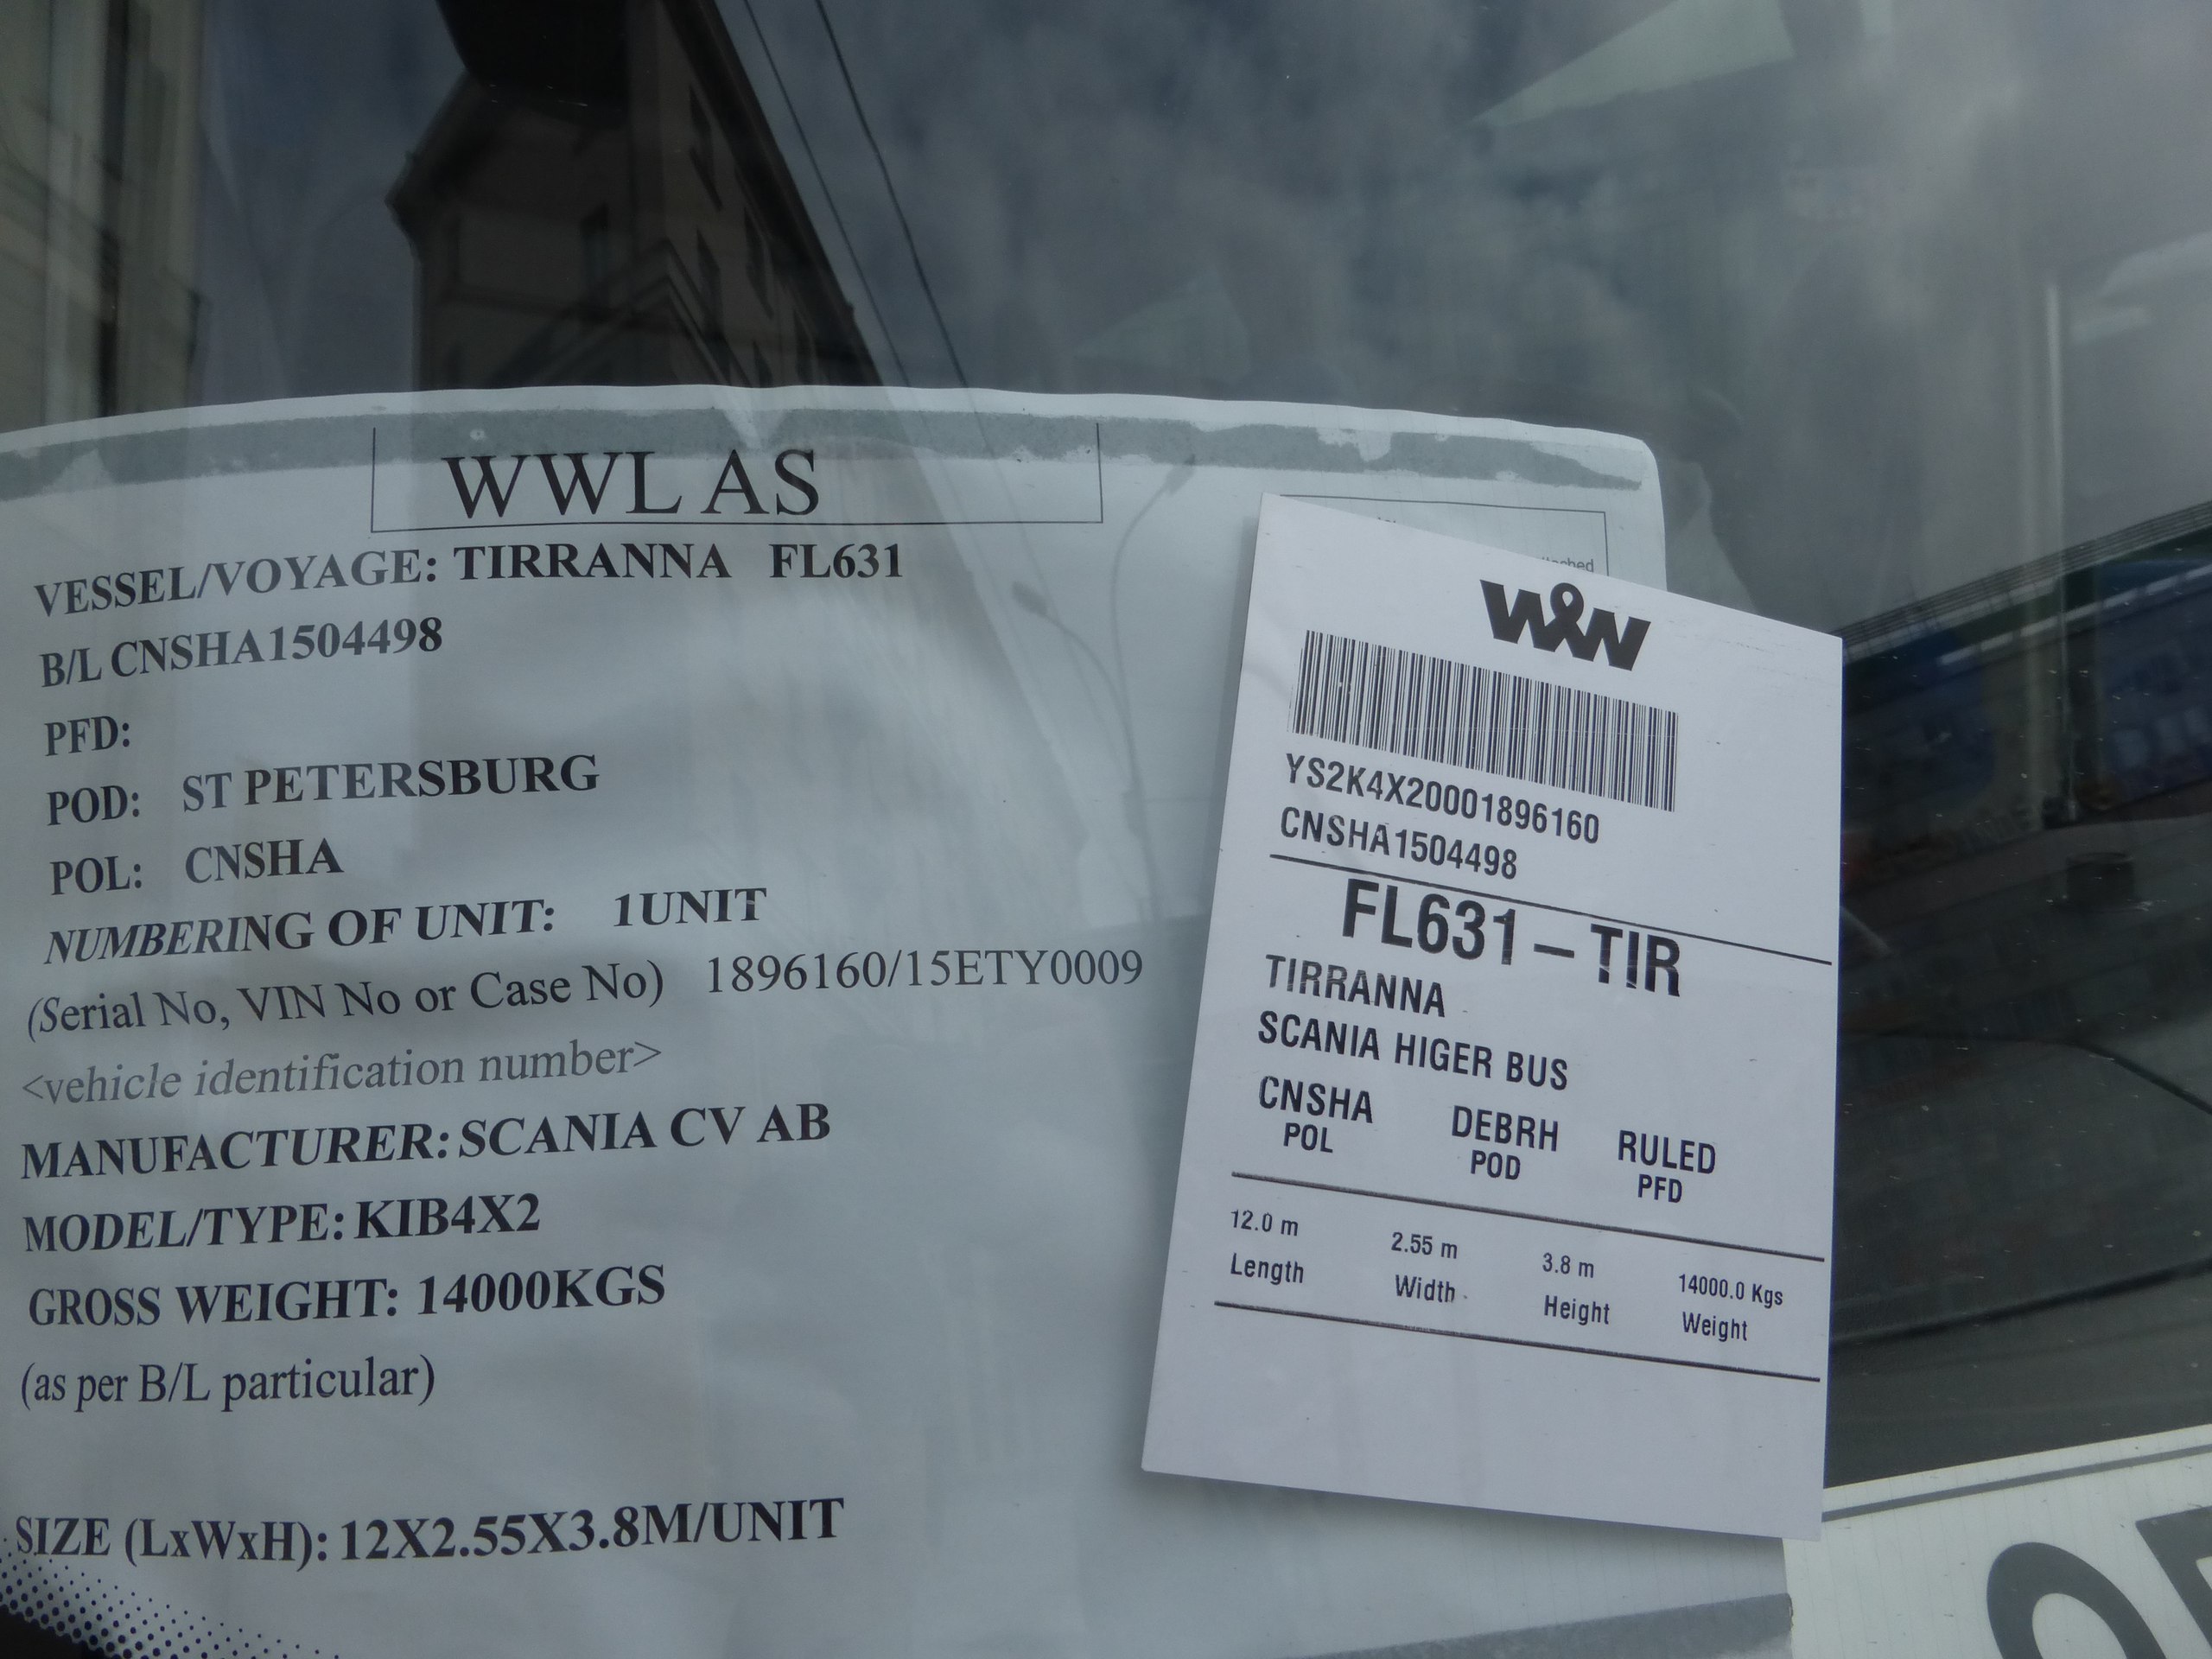 WWL AS
VESSEL/VOYAGE: TIRRANNA FL631
B/L CNSHA1504498
PFD:
POD: ST PETERSBURG
POL: CNSHA
NUMBERING OF UNIT: 1UNIT
(Serial No, VIN No or Case No) 1896160/15ETY0009
<vehicle identification number>
MANUFACTURER: SCANIA CV AB
MODEL/TYPE: KIB4X2
GROSS WEIGHT: 14000KGS
(as per B/L particular)
SIZE (LxWxH): 12X2.55X3.8M/UNIT
W&W
YS2K4X20001896160
CNSHA1504498
FL631-TIR
TIRRANNA
SCANIA HIGER BUS
CNSHA DEBRH RULED
POL POD PFD
12.0 m 2.55 m 3.8 m 14000.0 Kgs
Length Width Height Weight